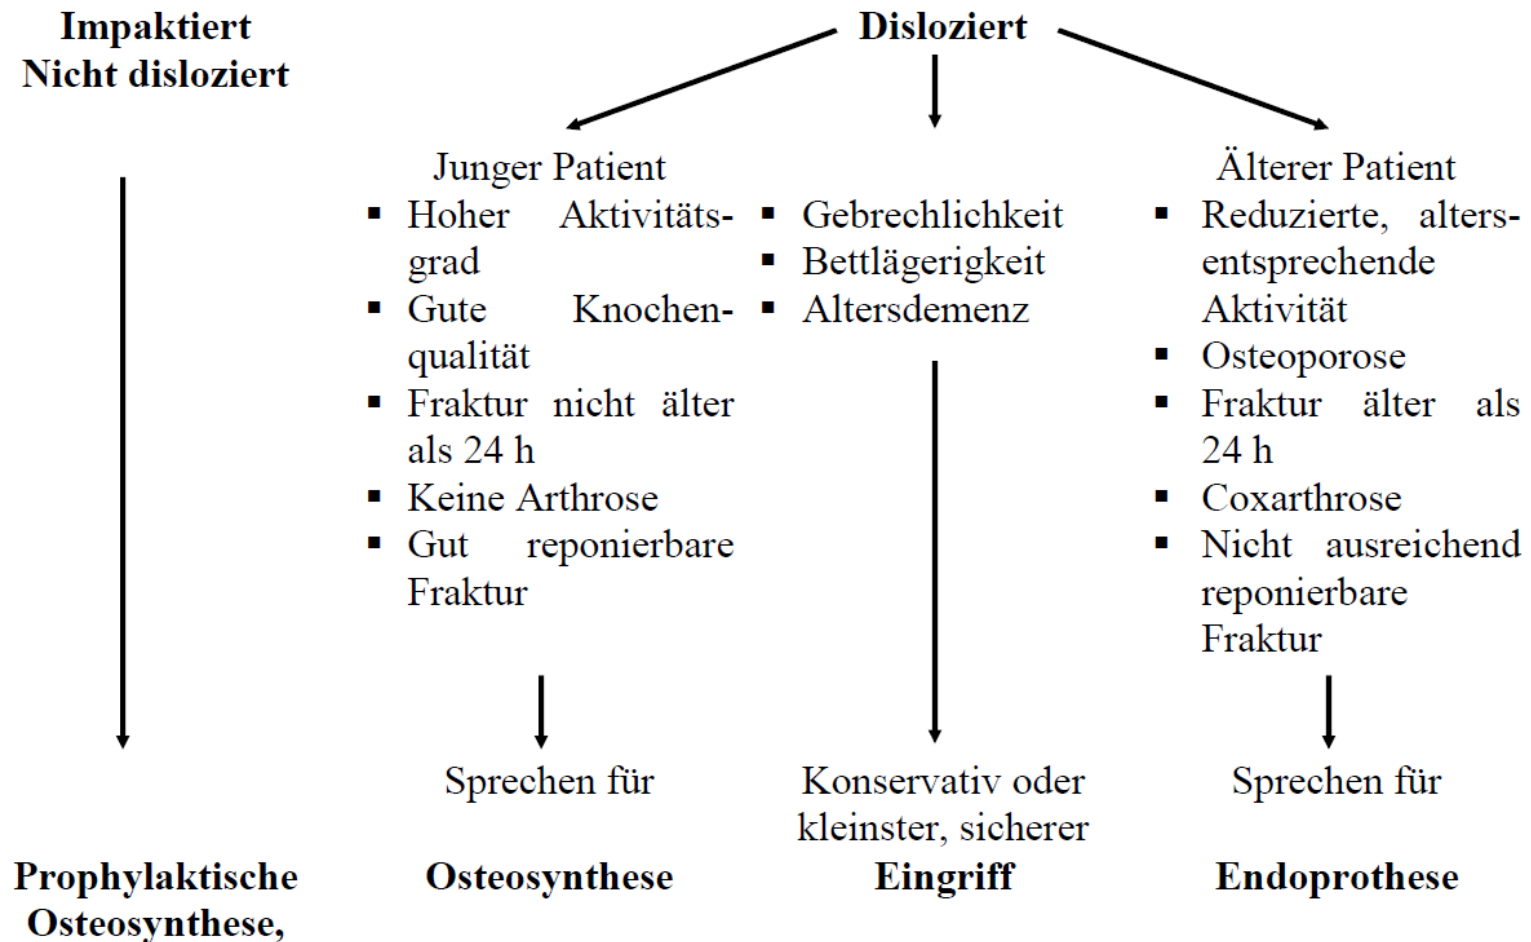 Impaktiert
Nicht disloziert
Disloziert
Junger Patient
▪ Hoher Aktivitäts-
grad
▪ Gute Knochen-
qualität
▪ Fraktur nicht älter
als 24 h
▪ Keine Arthrose
▪ Gut reponierbare
Fraktur
▪ Gebrechlichkeit
▪ Bettlägerigkeit
▪ Altersdemenz
Älterer Patient
▪ Reduzierte, alters-
entsprechende
Aktivität
▪ Osteoporose
▪ Fraktur älter als
24 h
▪ Coxarthrose
▪ Nicht ausreichend
reponierbare
Fraktur
Prophylaktische
Osteosynthese,
Sprechen für
Osteosynthese
Konservativ oder
kleinster, sicherer
Eingriff
Sprechen für
Endoprothese